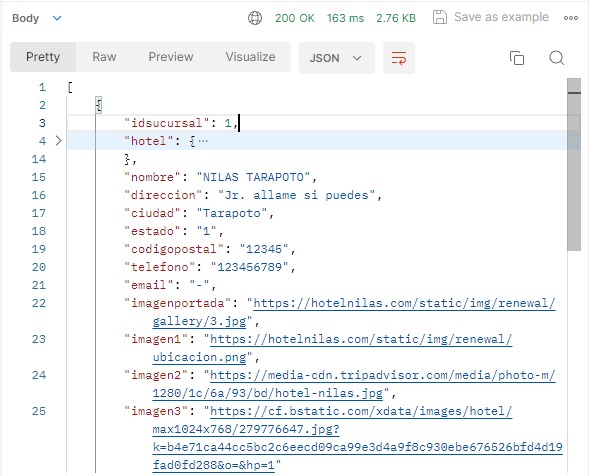 Body 200 OK 163 ms 2.76 KB Save as example
Pretty Raw Preview Visualize JSON
1 [
2 {
3 "idsucursal": 1,
4 "hotel": { ⋯
14 },
15 "nombre": "NILAS TARAPOTO",
16 "direccion": "Jr. allame si puedes",
17 "ciudad": "Tarapoto",
18 "estado": "1",
19 "codigopostal": "12345",
20 "telefono": "123456789",
21 "email": "-",
22 "imagenportada": "https://hotelnilas.com/static/img/renewal/
gallery/3.jpg",
23 "imagen1": "https://hotelnilas.com/static/img/renewal/
ubicacion.png",
24 "imagen2": "https://media-cdn.tripadvisor.com/media/photo-m/
1280/1c/6a/93/bd/hotel-nilas.jpg",
25 "imagen3": "https://cf.bstatic.com/xdata/images/hotel/
max1024x768/279776647.jpg?
k=b4e71ca44cc5bc2c6eecd09ca99e3d4a9f8c930ebe676526bfd4d19
fad0fd288&o=&hp=1"